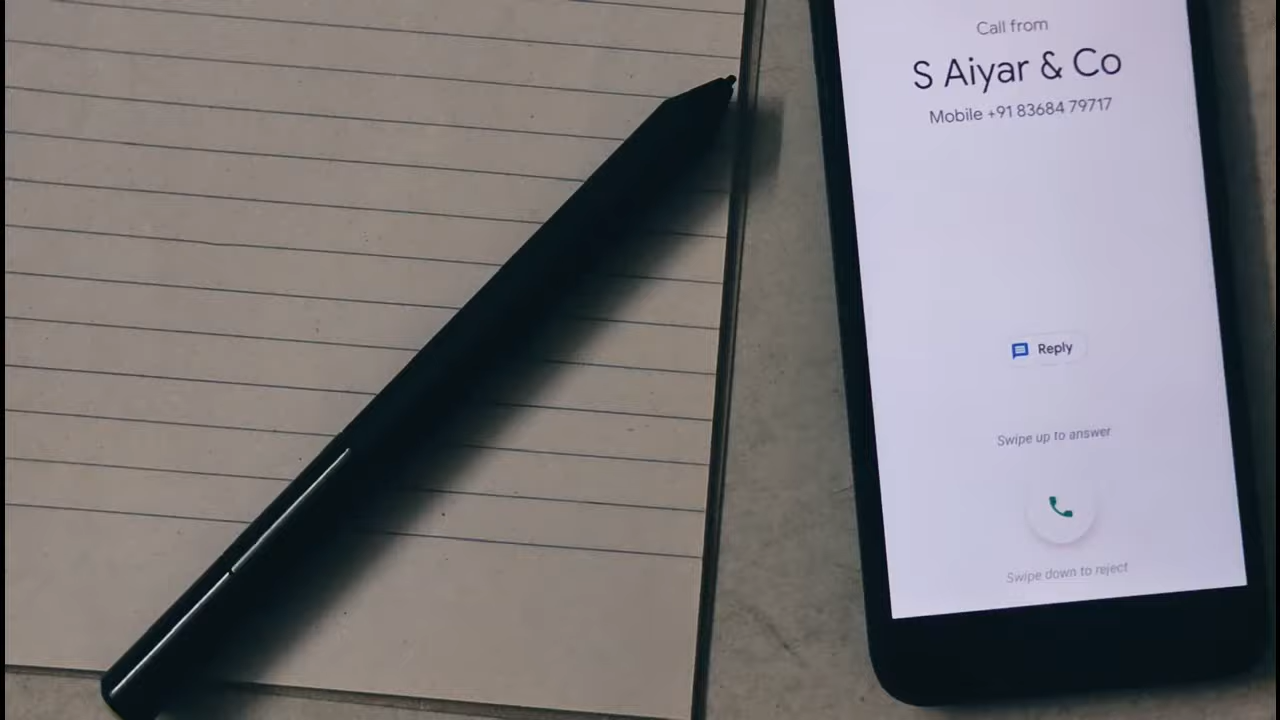 Call from
S Aiyar & Co
Mobile +91 83684 79717
Reply
Swipe up to answer
Swipe down to reject